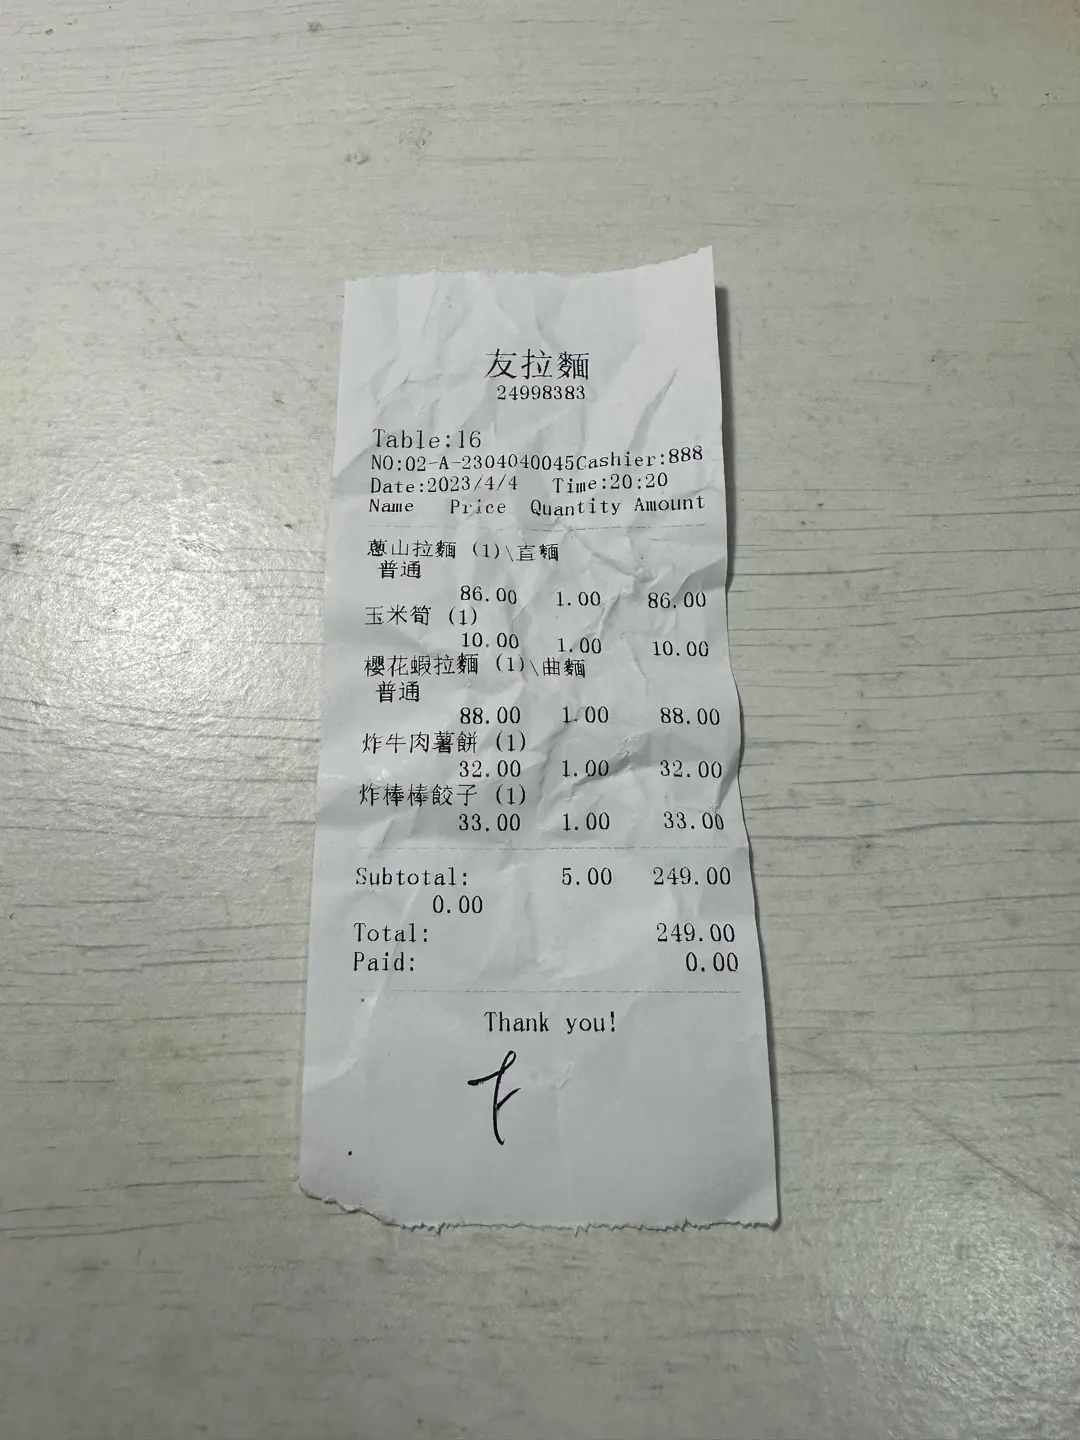 友拉麵
24998383
Table:16
NO:02-A-2304040045Cashier:888
Date:2023/4/4 Time:20:20
Name Price Quantity Amount
蔥山拉麵 (1)\直麵
普通
86.00 1.00 86.00
玉米筍 (1)
10.00 1.00 10.00
櫻花蝦拉麵 (1)\曲麵
普通
88.00 1.00 88.00
炸牛肉薯餅 (1)
32.00 1.00 32.00
炸棒棒餃子 (1)
33.00 1.00 33.00
Subtotal: 5.00 249.00
0.00
Total: 249.00
Paid: 0.00
Thank you!